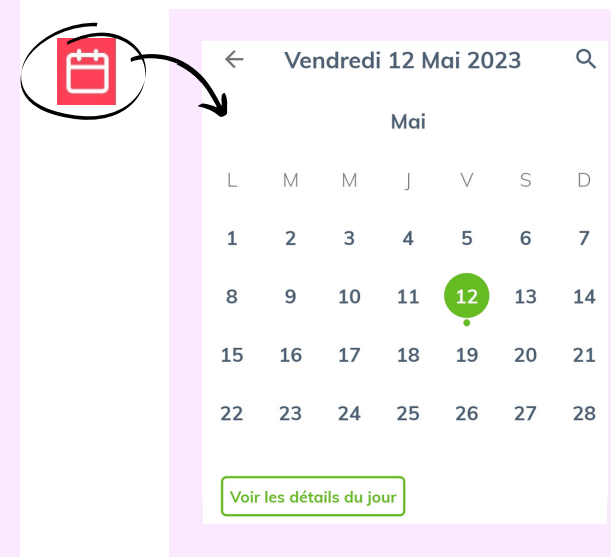 Vendredi 12 Mai 2023
Mai
L M M J V S D
1 2 3 4 5 6 7
8 9 10 11 12 13 14
15 16 17 18 19 20 21
22 23 24 25 26 27 28
Voir les détails du jour